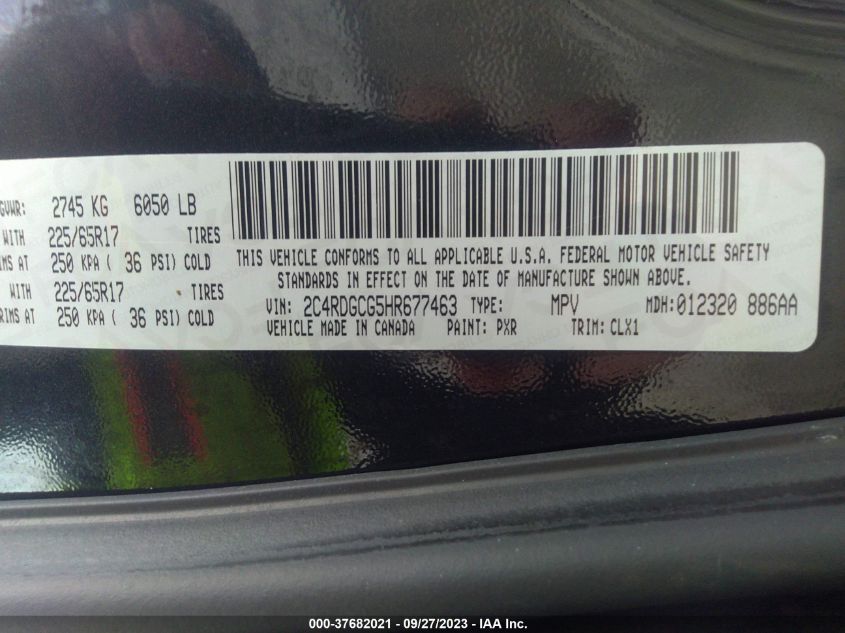 GVWR: 2745 KG 6050 LB
WITH 225/65R17 TIRES
IMS AT 250 KPA ( 36 PSI) COLD
WITH 225/65R17 TIRES
RIMS AT 250 KPA ( 36 PSI) COLD
THIS VEHICLE CONFORMS TO ALL APPLICABLE U.S.A. FEDERAL MOTOR VEHICLE SAFETY
STANDARDS IN EFFECT ON THE DATE OF MANUFACTURE SHOWN ABOVE.
VIN: 2C4RDGCG5HR677463 TYPE: MPV MDH:012320 886AA
VEHICLE MADE IN CANADA PAINT: PXR TRIM: CLX1
000-37682021 - 09/27/2023 - IAA Inc.